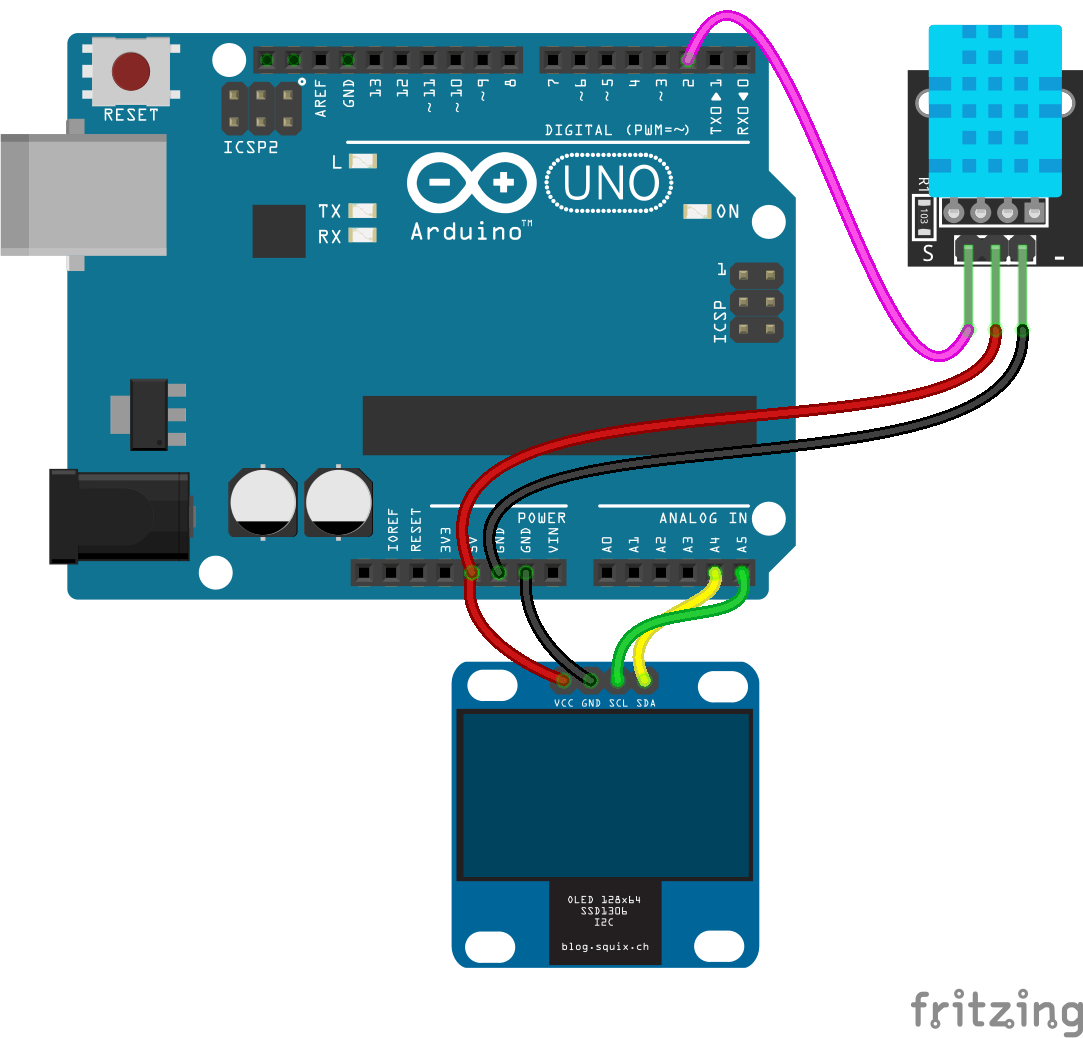 RESET
ICSP2
AREF
GND
13
12
~11
~10
~9
8
7
~6
~5
4
~3
2
TX0▶1
RX0◀0
DIGITAL (PWM=~)
L
TX
RX
Arduino™
UNO
ON
1
ICSP
R1
103
S
-
IOREF
RESET
3V3
5V
GND
GND
VIN
POWER
ANALOG IN
A0
A1
A2
A3
A4
A5
VCC GND SCL SDA
OLED 128x64
SSD1306
I2C
blog.squix.ch
fritzing